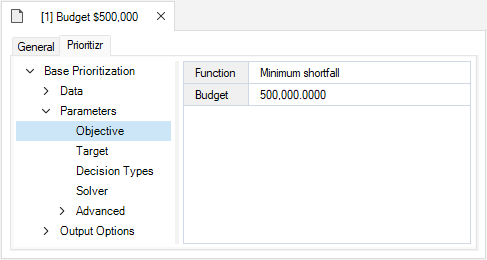 [1] Budget $500,000
General
Prioritizr
Base Prioritization
Data
Parameters
Objective
Target
Decision Types
Solver
Advanced
Output Options
Function Minimum shortfall
Budget 500,000.0000